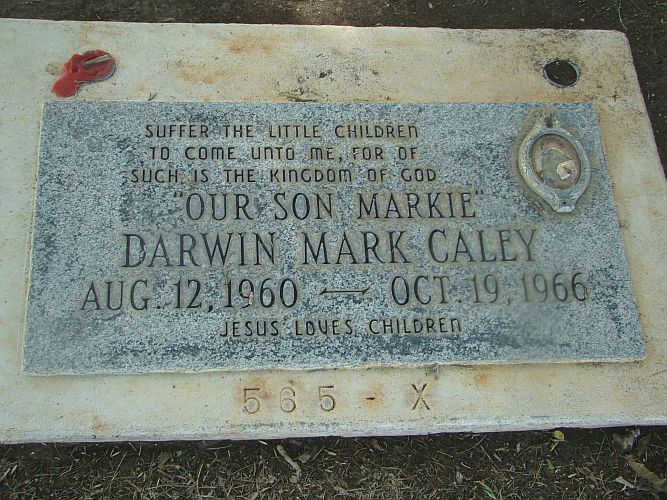 SUFFER THE LITTLE CHILDREN
TO COME UNTO ME, FOR OF
SUCH IS THE KINGDOM OF GOD
"OUR SON MARKIE"
DARWIN MARK CALEY
AUG. 12, 1960 — OCT. 19, 1966
JESUS LOVES CHILDREN
565 - X